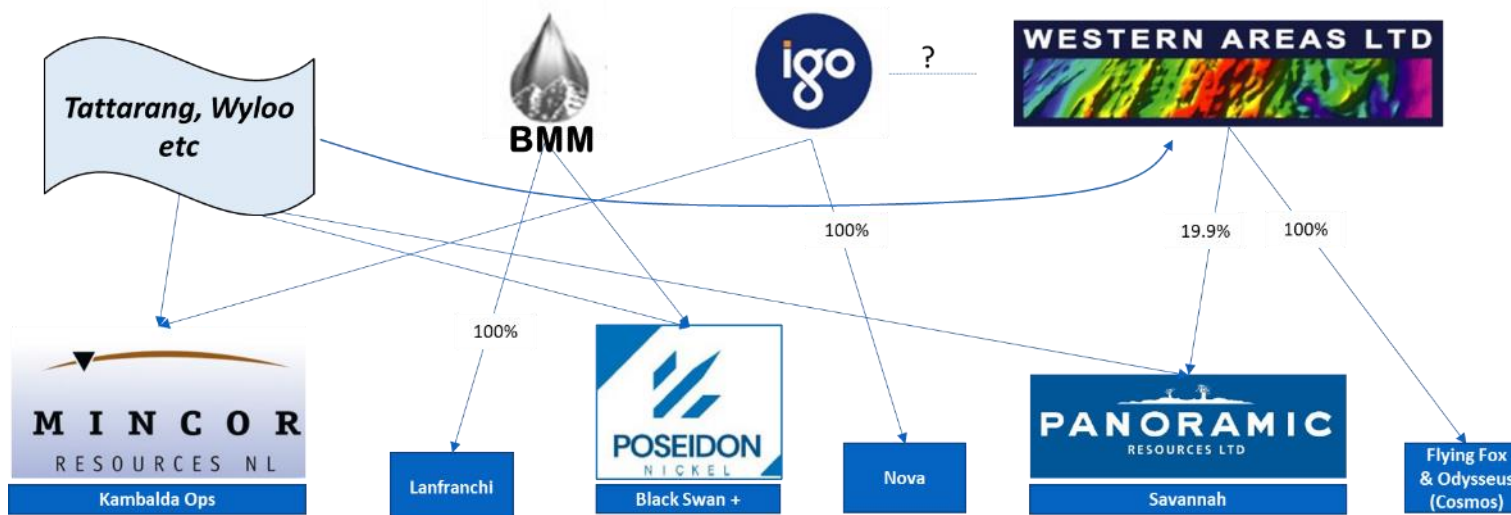 Tattarang, Wyloo
etc
BMM
igo
?
WESTERN AREAS LTD
100%
19.9%
100%
100%
MINCOR
RESOURCES NL
Kambalda Ops
Lanfranchi
POSEIDON
NICKEL
Black Swan +
Nova
PANORAMIC
RESOURCES LTD
Savannah
Flying Fox
& Odysseus
(Cosmos)